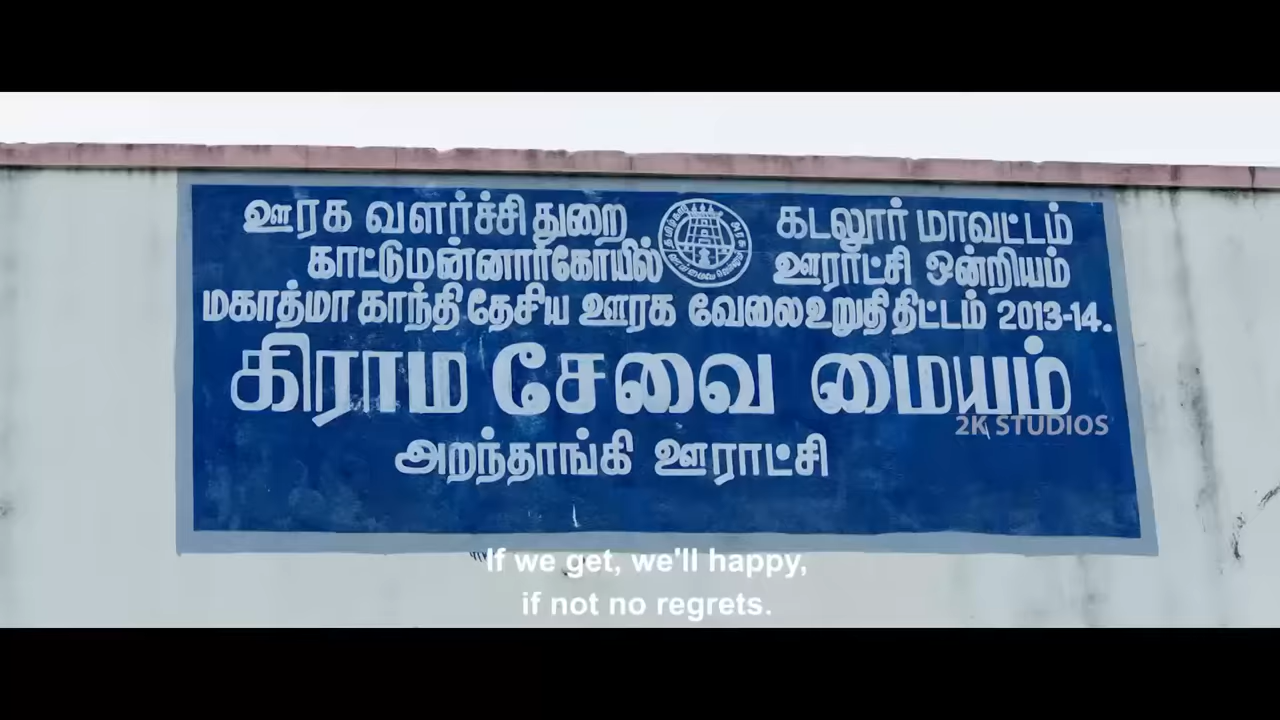 ஊரக வளர்ச்சி துறை கடலூர் மாவட்டம்
காட்டுமன்னார்கோயில் ஊராட்சி ஒன்றியம்
மகாத்மா காந்தி தேசிய ஊரக வேலை உறுதி திட்டம் 2013-14.
கிராம சேவை மையம்
2K STUDIOS
அறந்தாங்கி ஊராட்சி
If we get, we'll happy,
if not no regrets.